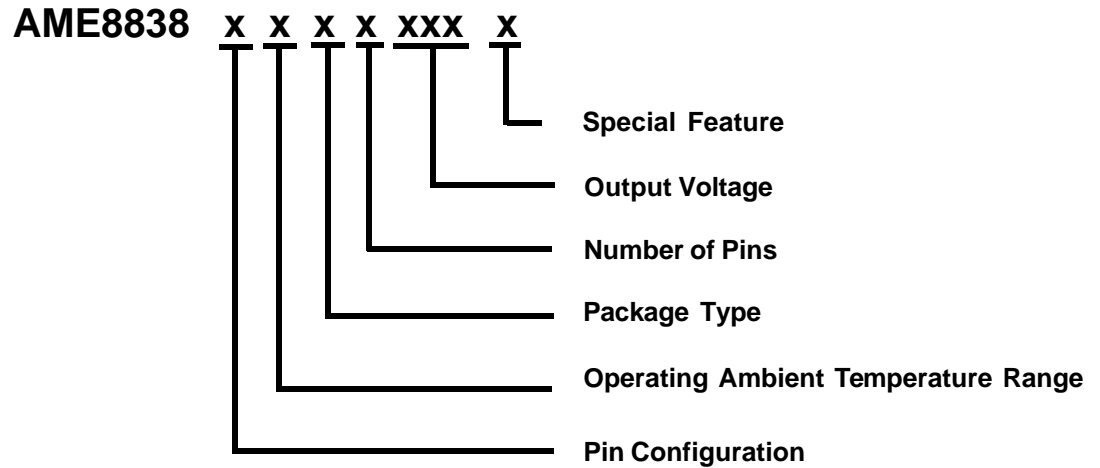 AME8838 x x x x xxx x
Special Feature
Output Voltage
Number of Pins
Package Type
Operating Ambient Temperature Range
Pin Configuration